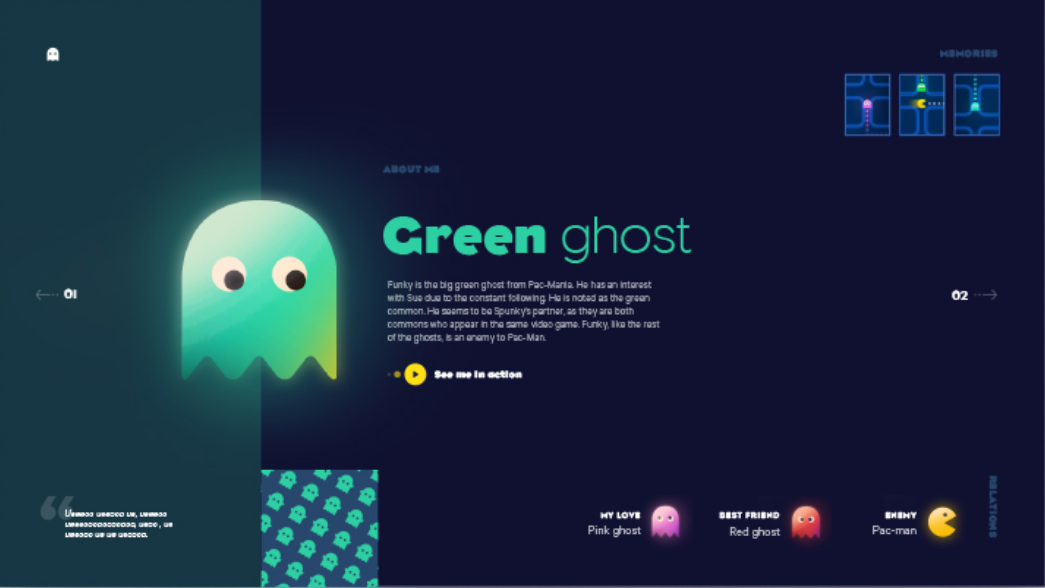 MEMORIES
ABOUT ME
Green ghost
Funky is the big green ghost from Pac-Mania. He has an interest
with Sue due to the constant following. He is noted as the green
common. He seems to be Spunky's partner, as they are both
commons who appear in the same video game. Funky, like the rest
of the ghosts, is an enemy to Pac-Man.
See me in action
01
02
MY LOVE
Pink ghost
BEST FRIEND
Red ghost
ENEMY
Pac-man
RELATIONS